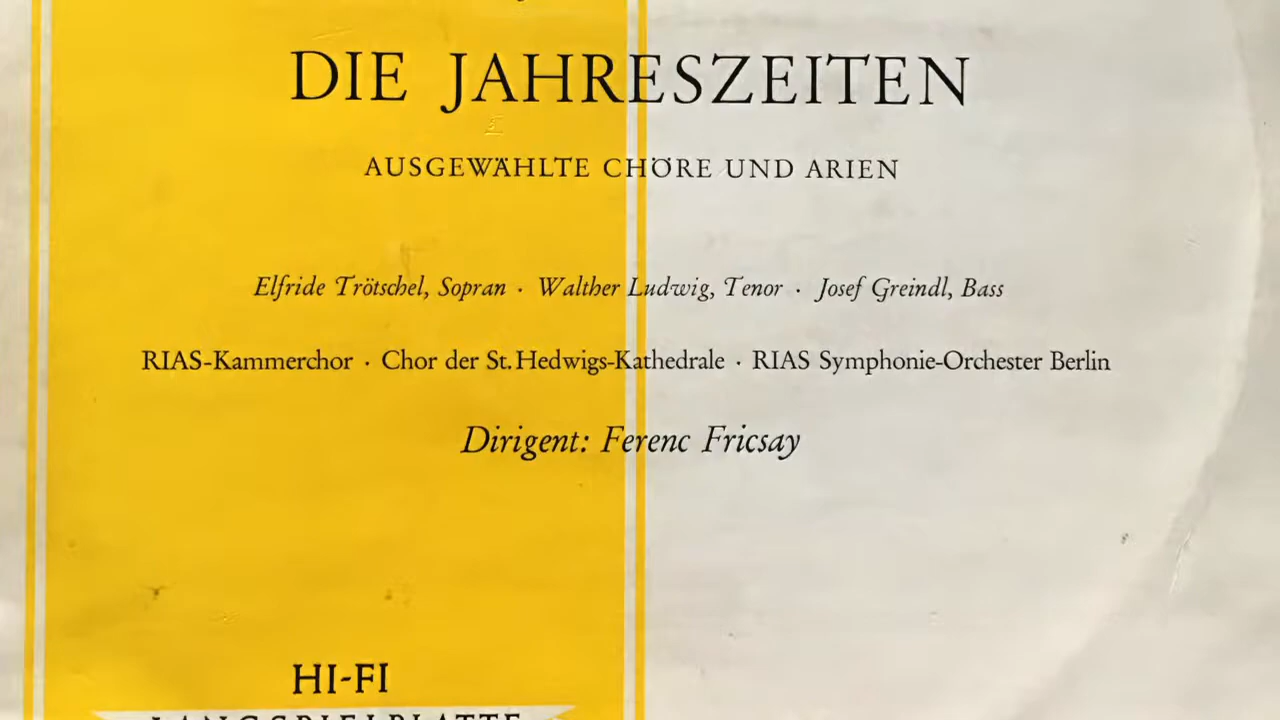 DIE JAHRESZEITEN
AUSGEWÄHLTE CHÖRE UND ARIEN
Elfride Trötschel, Sopran · Walther Ludwig, Tenor · Josef Greindl, Bass
RIAS-Kammerchor · Chor der St. Hedwigs-Kathedrale · RIAS Symphonie-Orchester Berlin
Dirigent: Ferenc Fricsay
HI-FI
LANGSPIELPLATTE